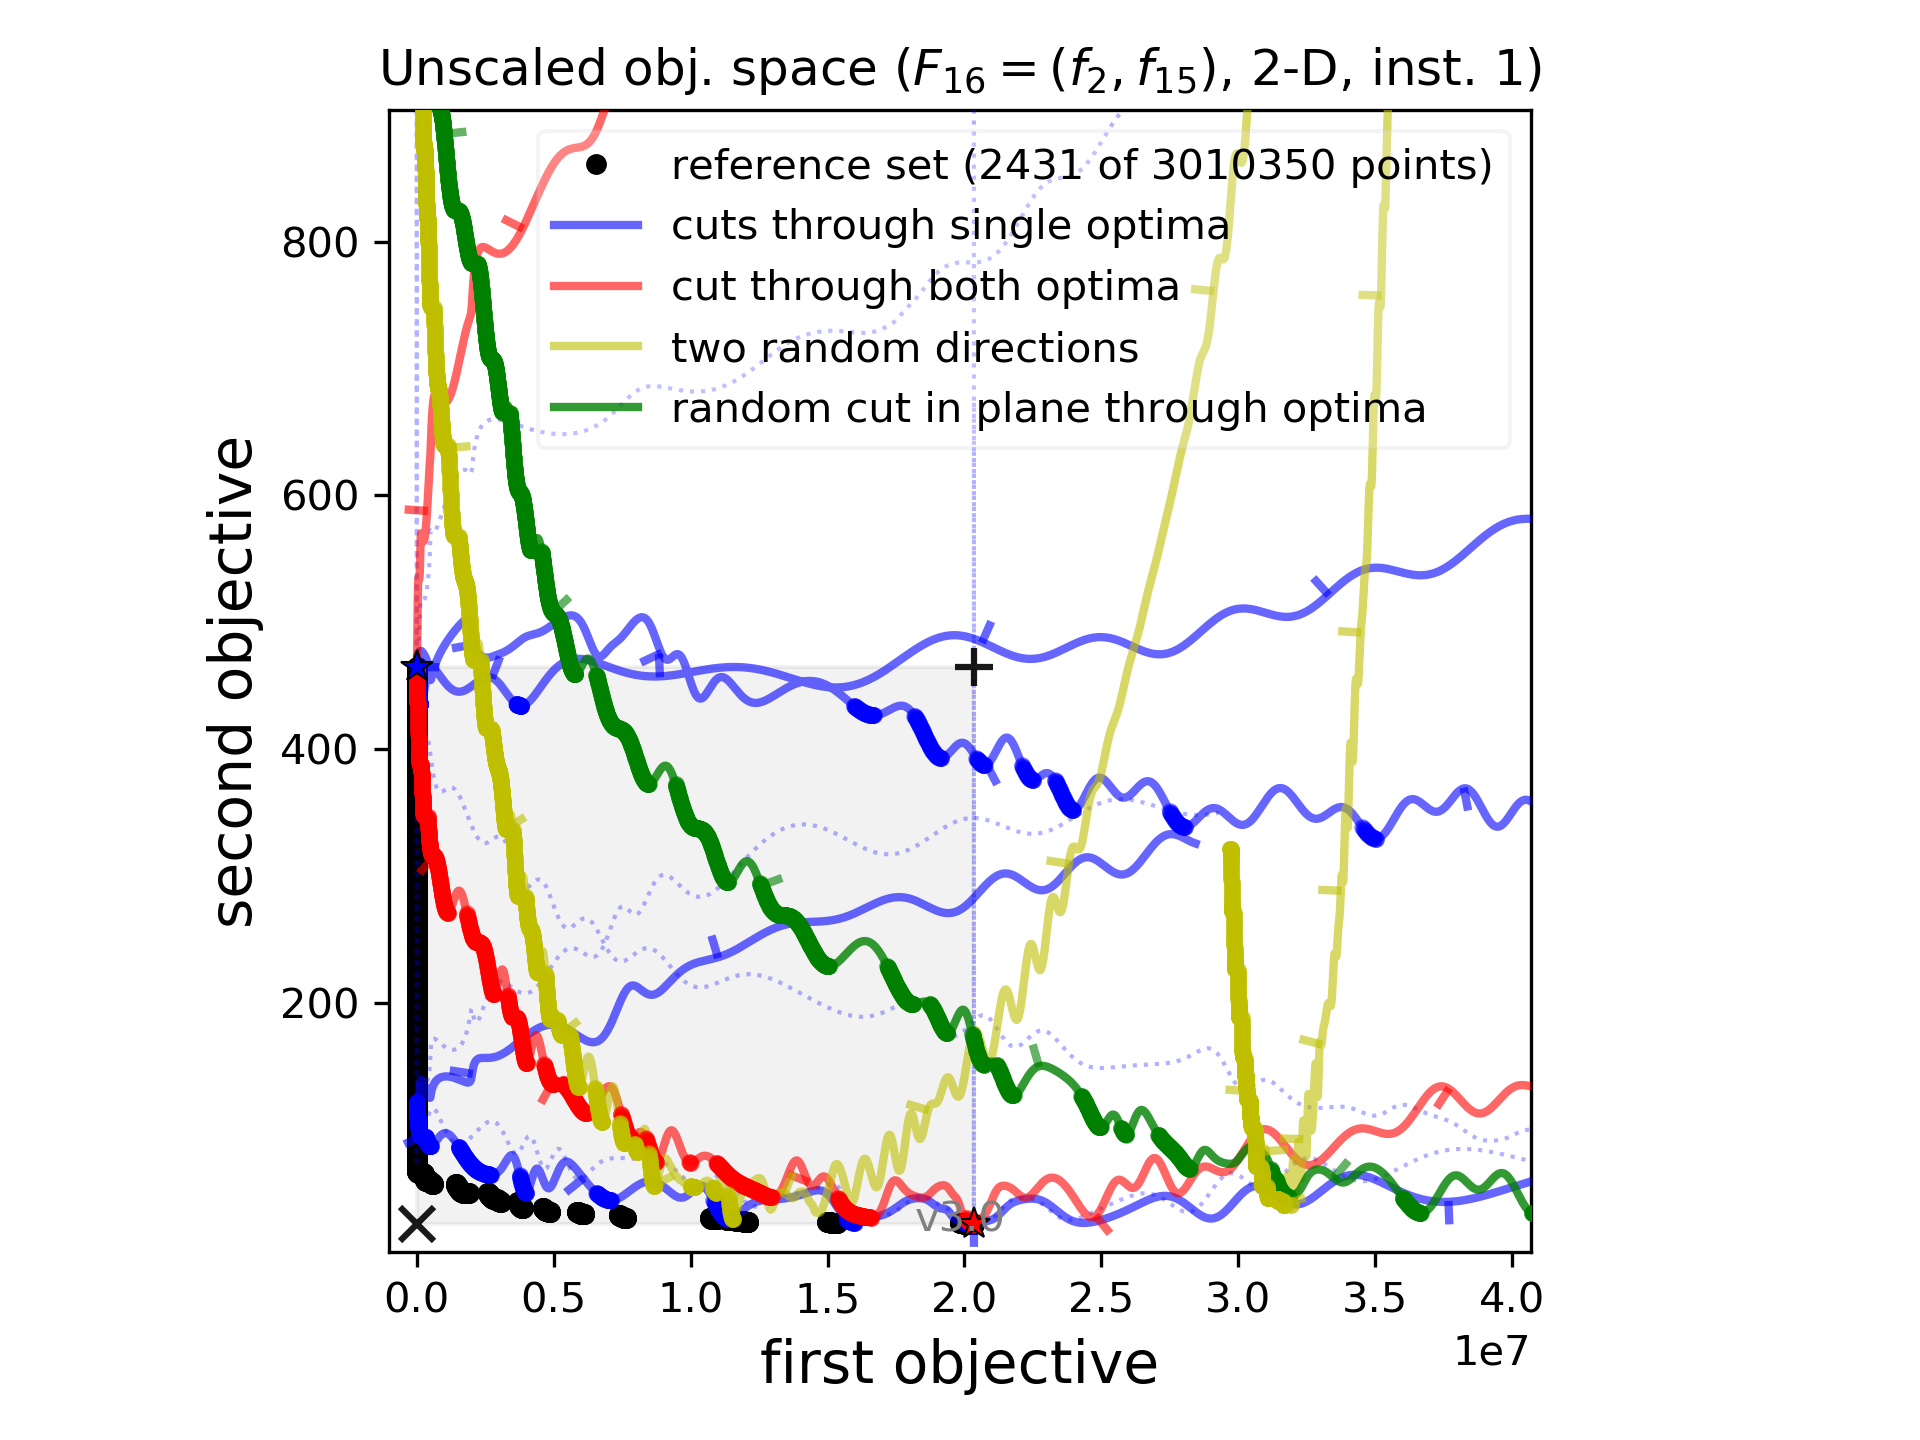 Unscaled obj. space (F₁₆ = (f₂, f₁₅), 2-D, inst. 1)
reference set (2431 of 3010350 points)
cuts through single optima
cut through both optima
two random directions
random cut in plane through optima
second objective
800
600
400
200
v3.0
0.0 0.5 1.0 1.5 2.0 2.5 3.0 3.5 4.0
1e7
first objective